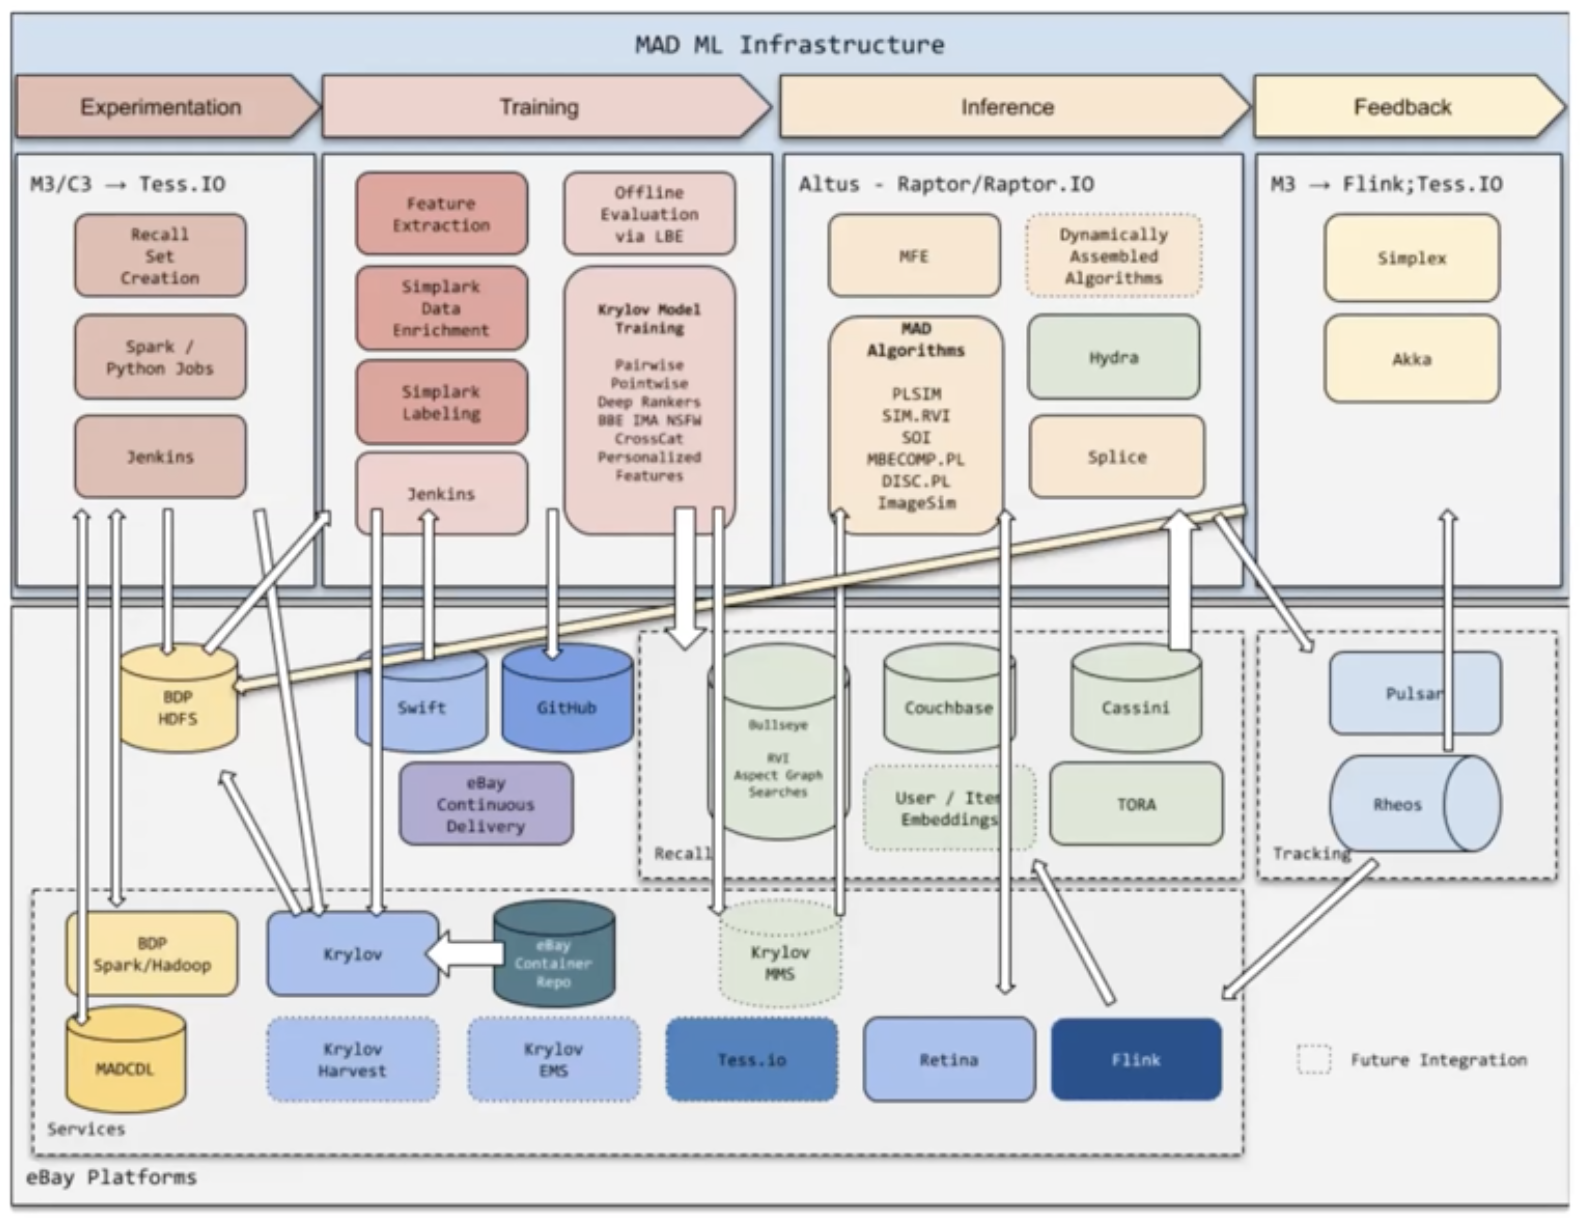 MAD ML Infrastructure
Experimentation
Training
Inference
Feedback
M3/C3 → Tess.IO
Recall
Set
Creation
Spark /
Python Jobs
Jenkins
Feature
Extraction
Simplark
Data
Enrichment
Simplark
Labeling
Jenkins
Offline
Evaluation
via LBE
Krylov Model
Training
Pairwise
Pointwise
Deep Rankers
BBE IMA NSFW
CrossCat
Personalized
Features
Altus - Raptor/Raptor.IO
MFE
MAD
Algorithms
PLSIM
SIM.RVI
SOI
MBECOMP.PL
DISC.PL
ImageSim
Dynamically
Assembled
Algorithms
Hydra
Splice
M3 → Flink;Tess.IO
Simplex
Akka
BDP
HDFS
Swift
GitHub
eBay
Continuous
Delivery
Bullseye
RVI
Aspect Graph
Searches
Couchbase
Cassini
User / Item
Embeddings
TORA
Recall
Pulsar
Rheos
Tracking
BDP
Spark/Hadoop
Krylov
eBay
Container
Repo
Krylov
MMS
MADCDL
Krylov
Harvest
Krylov
EMS
Tess.io
Retina
Flink
Services
Future Integration
eBay Platforms